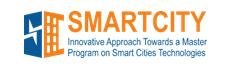 SMARTCITY
Innovative Approach Towards a Master
Program on Smart Cities Technologies